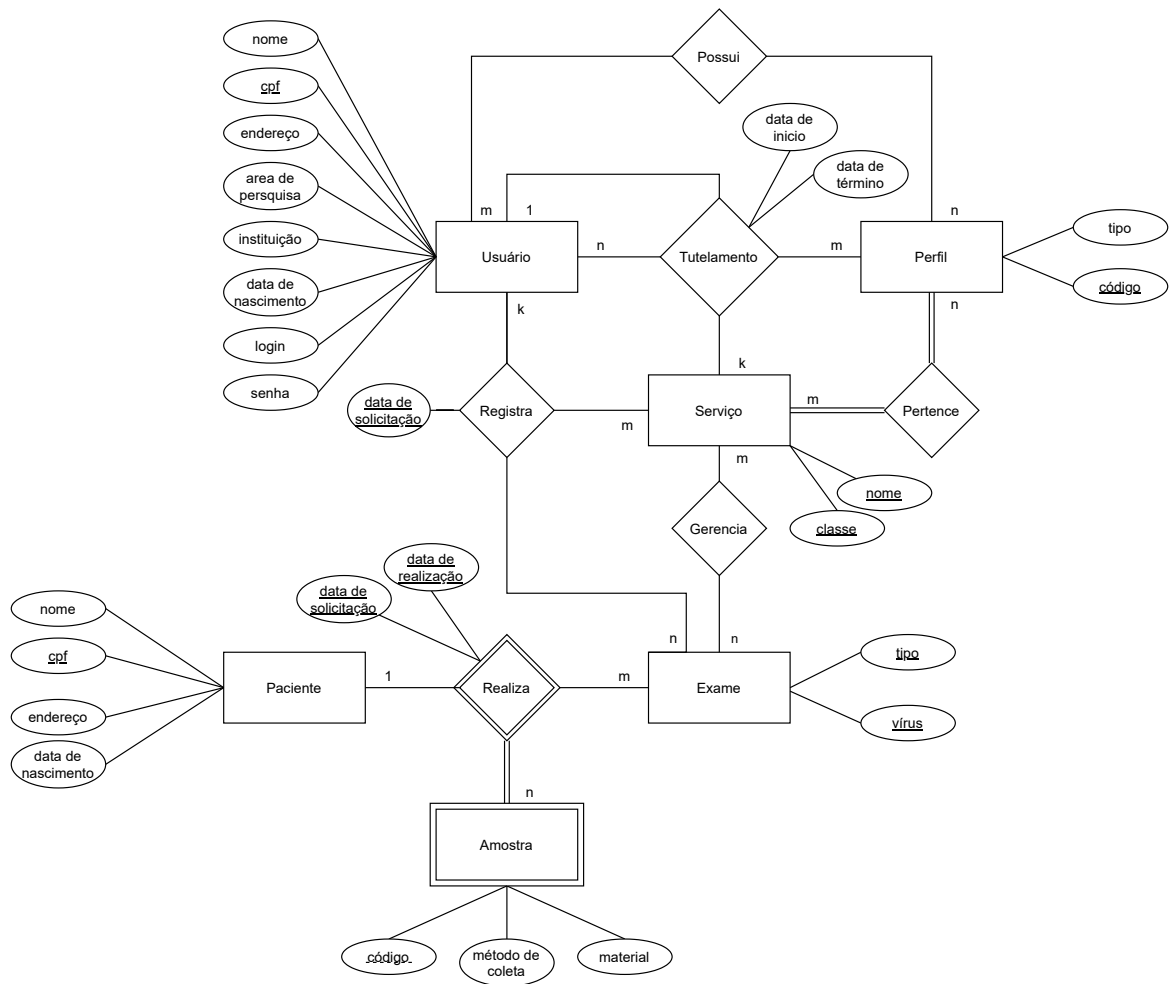 nome
Possui
cpf
data de
inicio
endereço
data de
término
area de
persquisa
m
1
n
tipo
instituição
n
m
Usuário
Tutelamento
Perfil
data de
nascimento
código
k
n
login
k
senha
data de
solicitação
Registra
Serviço
m
Pertence
m
m
nome
Gerencia
classe
data de
realização
data de
solicitação
nome
n
n
tipo
cpf
1
m
Paciente
Realiza
Exame
endereço
vírus
data de
nascimento
n
Amostra
código
método de
coleta
material